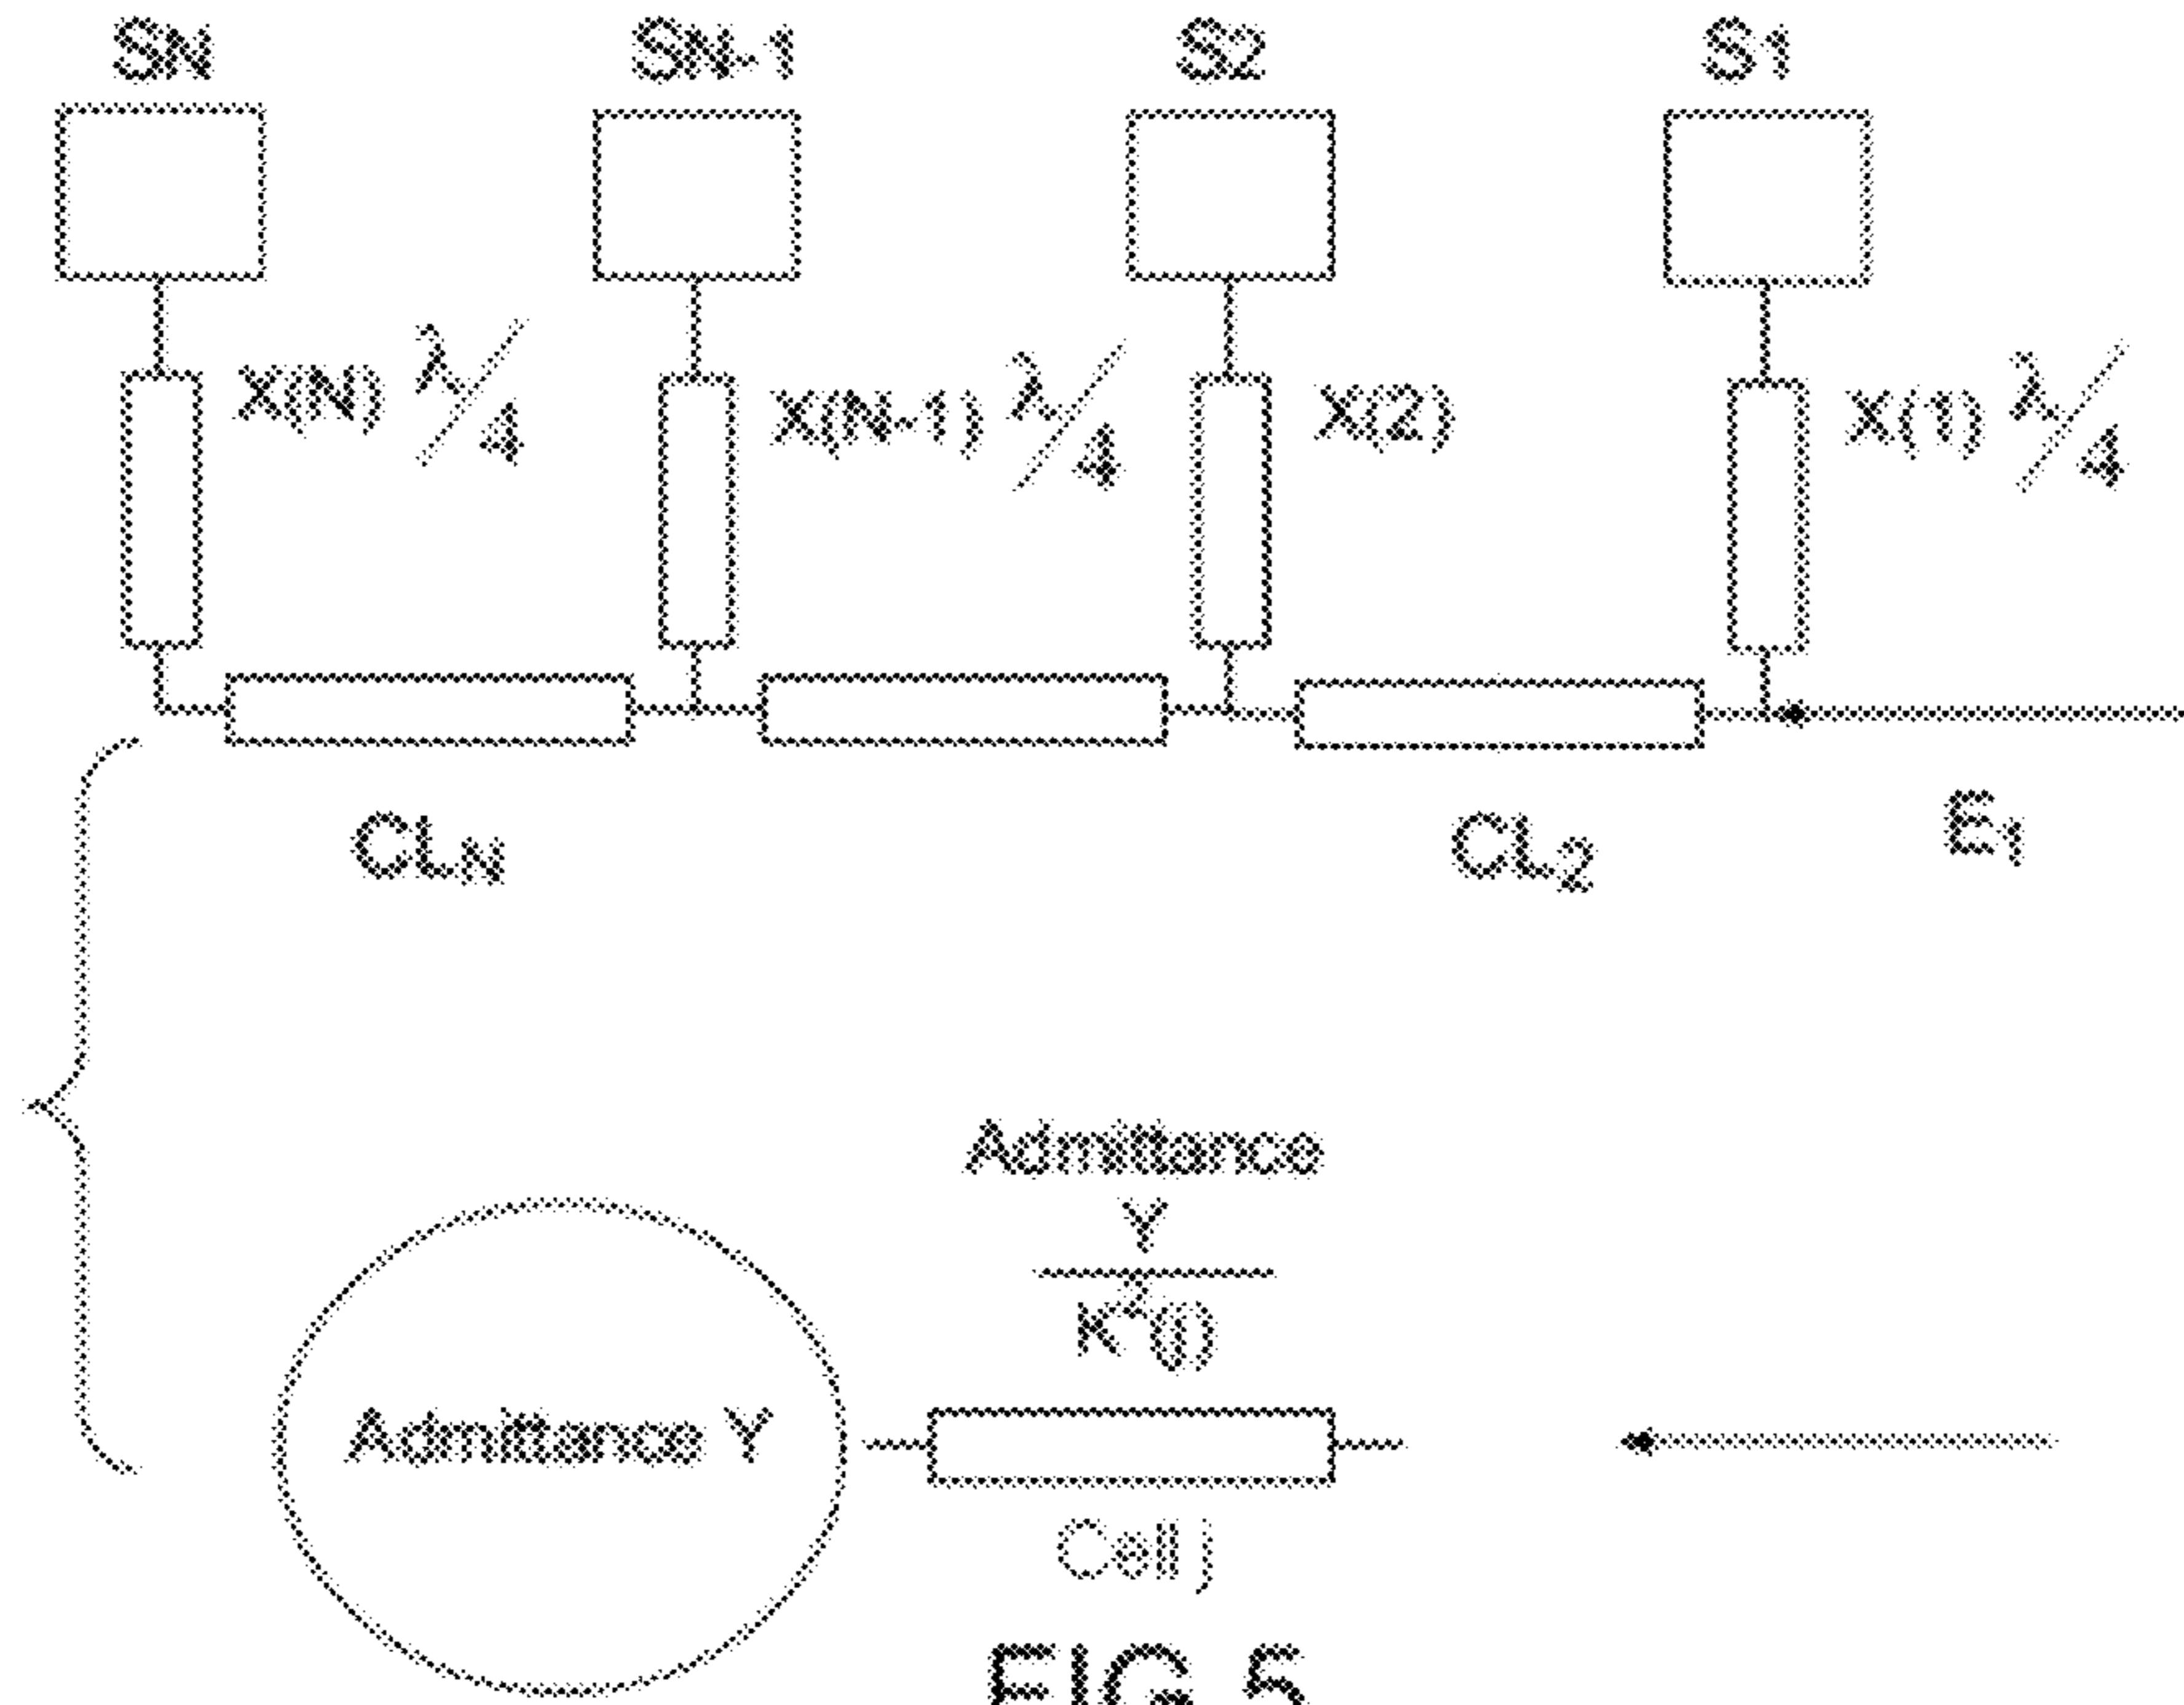 SN SN-1 S2 S1
X(N) λ/4 X(N-1) λ/4 X(2) X(1) λ/4
CLN CL2 E1
Admittance
Y
K²(j)
Admittance Y
Cell j
FIG 5